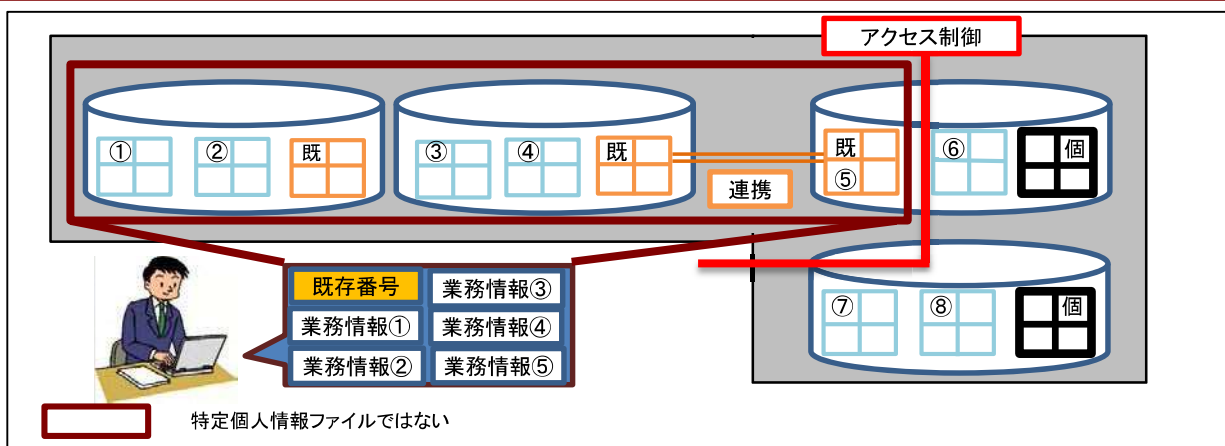 アクセス制御
① ② 既 ③ ④ 既 既 ⑥ 個
⑤
連携
既存番号 業務情報③
業務情報① 業務情報④
業務情報② 業務情報⑤
⑦ ⑧ 個
特定個人情報ファイルではない